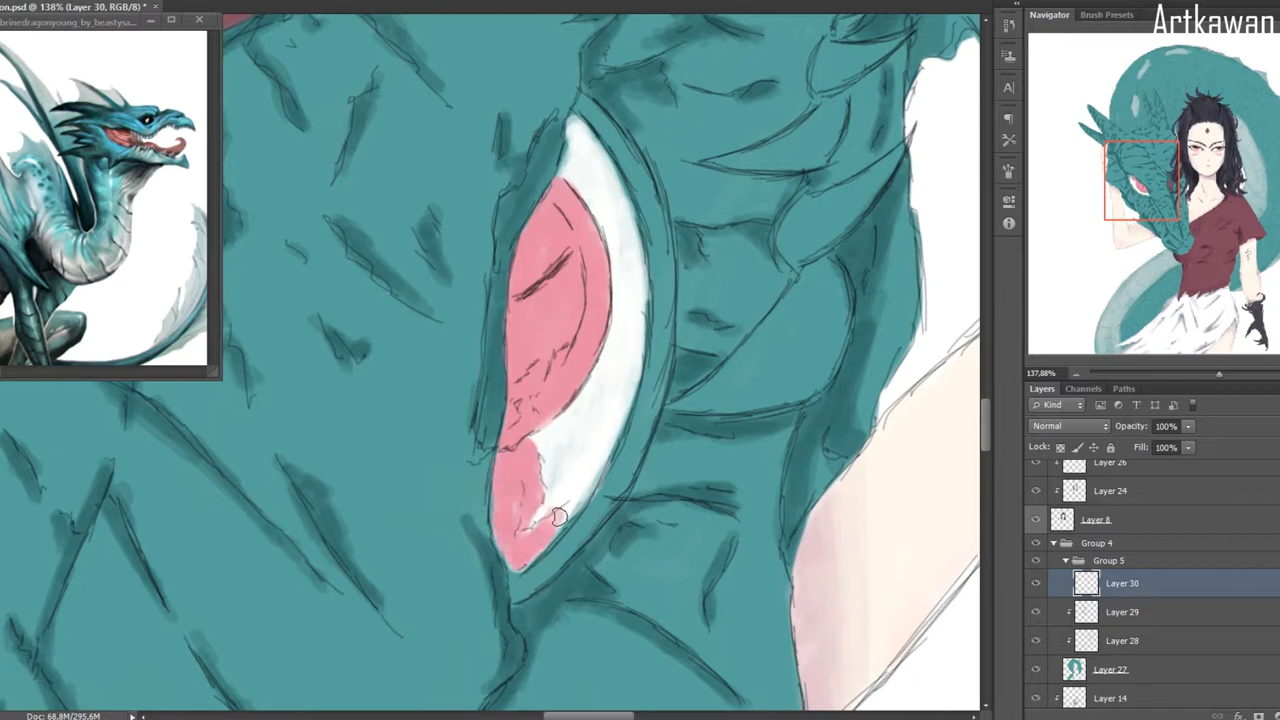 on.psd @ 138% (Layer 30, RGB/8) *
brinedragonyoung_by_beastysa...
Artkawan
Navigator
Brush Presets
137,88%
Layers
Channels
Paths
Kind
Normal
Opacity: 100%
Lock:
Fill: 100%
Layer 26
Layer 24
Layer 8
Group 4
Group 5
Layer 30
Layer 29
Layer 28
Layer 27
Layer 14
Doc: 68,8M/295,6M